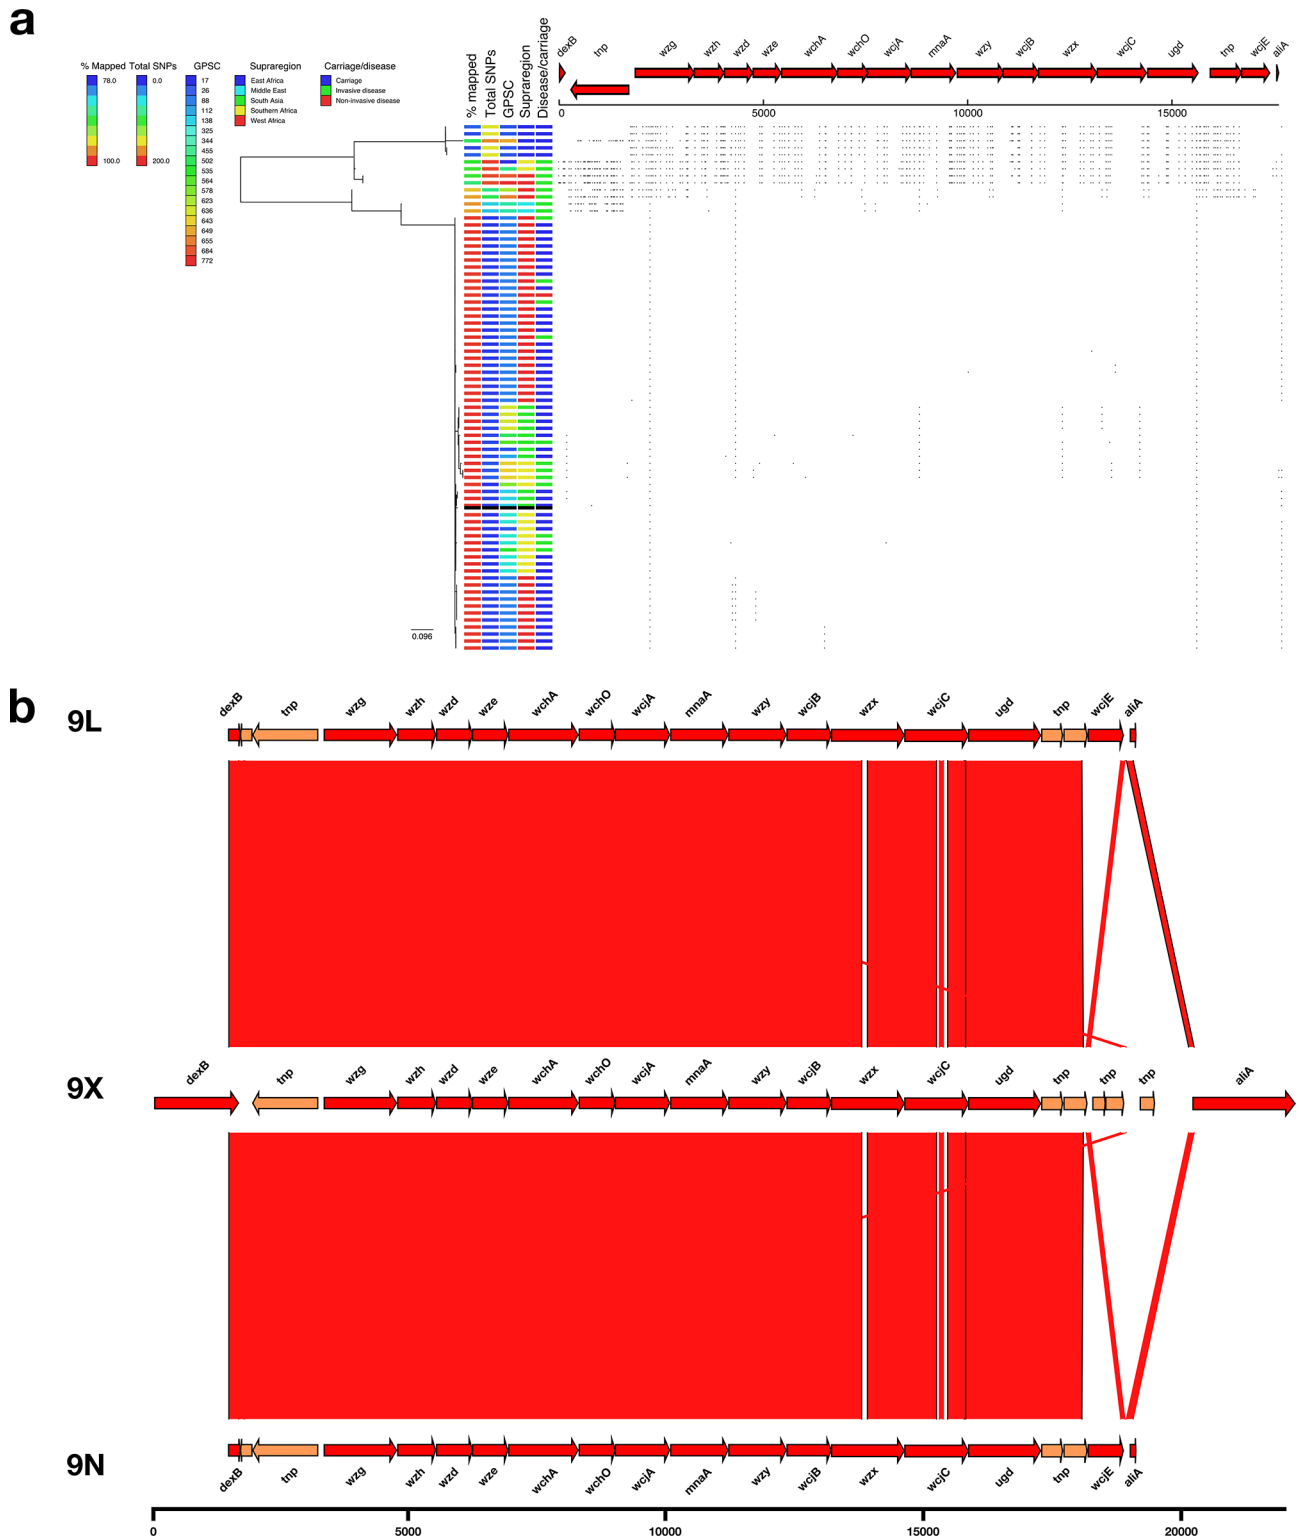 a
% Mapped Total SNPs GPSC Supraregion Carriage/disease
78.0 0.0 17 East Africa Carriage
26 Middle East Invasive disease
88 South Asia Non-invasive disease
112 Southern Africa
138 West Africa
325
344
455
100.0 200.0 502
535
564
578
623
636
643
649
655
684
772
% mapped
Total SNPs
GPSC
Supraregion
Disease/carriage
dexB tnp wzg wzh wzd wze wchA wchO wcjA mnaA wzy wcjB wzx wcjC ugd tnp wcjE aliA
0 5000 10000 15000
0.096
b
dexB tnp wzg wzh wzd wze wchA wchO wcjA mnaA wzy wcjB wzx wcjC ugd tnp wcjE aliA
9L
dexB tnp wzg wzh wzd wze wchA wchO wcjA mnaA wzy wcjB wzx wcjC ugd tnp tnp tnp aliA
9X
9N
dexB tnp wzg wzh wzd wze wchA wchO wcjA mnaA wzy wcjB wzx wcjC ugd tnp wcjE aliA
0 5000 10000 15000 20000